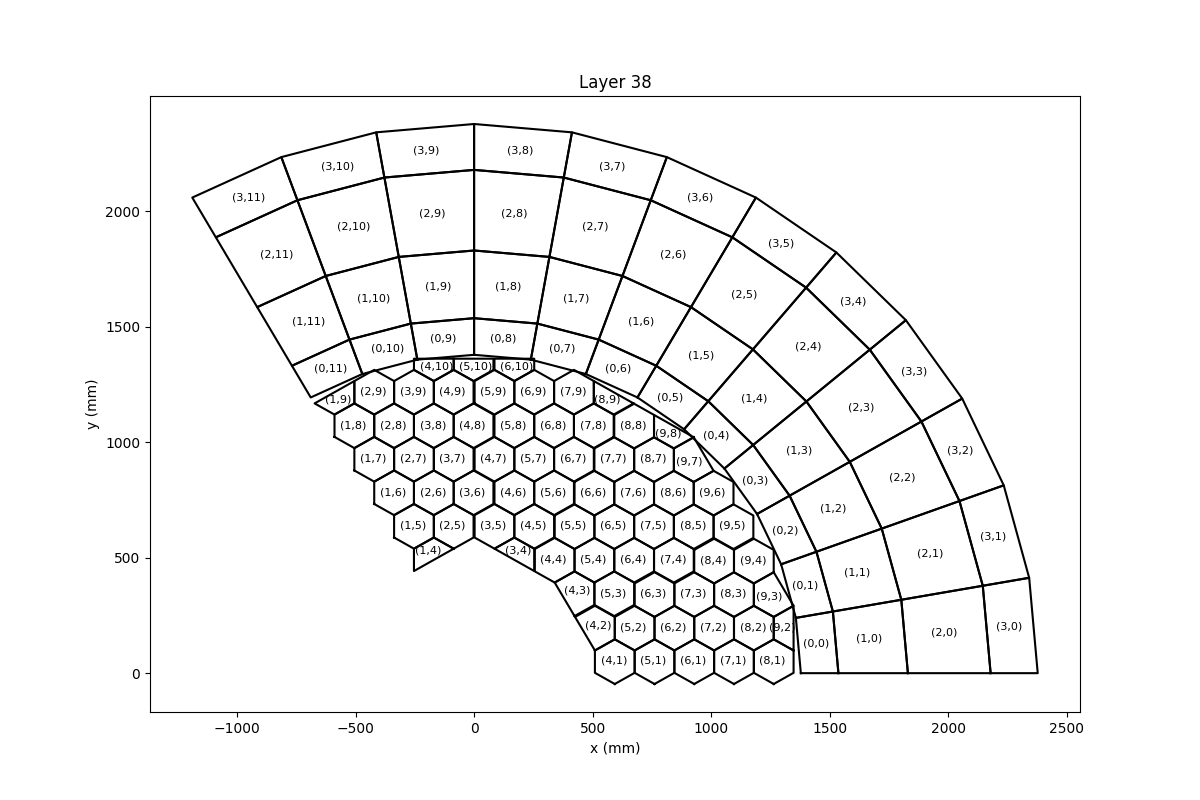 Layer 38
(3,9) (3,8)
(3,10) (3,7)
(3,11) (3,6)
(2,9) (2,8)
(2,10) (2,7)
(3,5)
(2,11) (2,6)
(1,9) (1,8)
(2,5)
(1,10) (1,7)
(3,4)
(1,11) (1,6)
(0,9) (0,8)
(0,10) (0,7)
(2,4)
(1,5)
(0,11) (4,10) (5,10) (6,10) (0,6)
(3,3)
(1,9) (2,9) (3,9) (4,9) (5,9) (6,9) (7,9) (8,9) (0,5) (1,4)
(2,3)
(1,8) (2,8) (3,8) (4,8) (5,8) (6,8) (7,8) (8,8) (9,8) (0,4)
(1,3) (3,2)
(1,7) (2,7) (3,7) (4,7) (5,7) (6,7) (7,7) (8,7) (9,7)
(0,3) (2,2)
(1,6) (2,6) (3,6) (4,6) (5,6) (6,6) (7,6) (8,6) (9,6)
(1,2)
(1,5) (2,5) (3,5) (4,5) (5,5) (6,5) (7,5) (8,5) (9,5) (0,2)
(3,1)
(1,4) (3,4) (4,4) (5,4) (6,4) (7,4) (8,4) (9,4) (2,1)
(0,1) (1,1)
(4,3) (5,3) (6,3) (7,3) (8,3) (9,3)
(4,2) (5,2) (6,2) (7,2) (8,2) (9,2) (3,0)
(0,0) (1,0) (2,0)
(4,1) (5,1) (6,1) (7,1) (8,1)
2000
1500
1000
500
0
y (mm)
−1000 −500 0 500 1000 1500 2000 2500
x (mm)